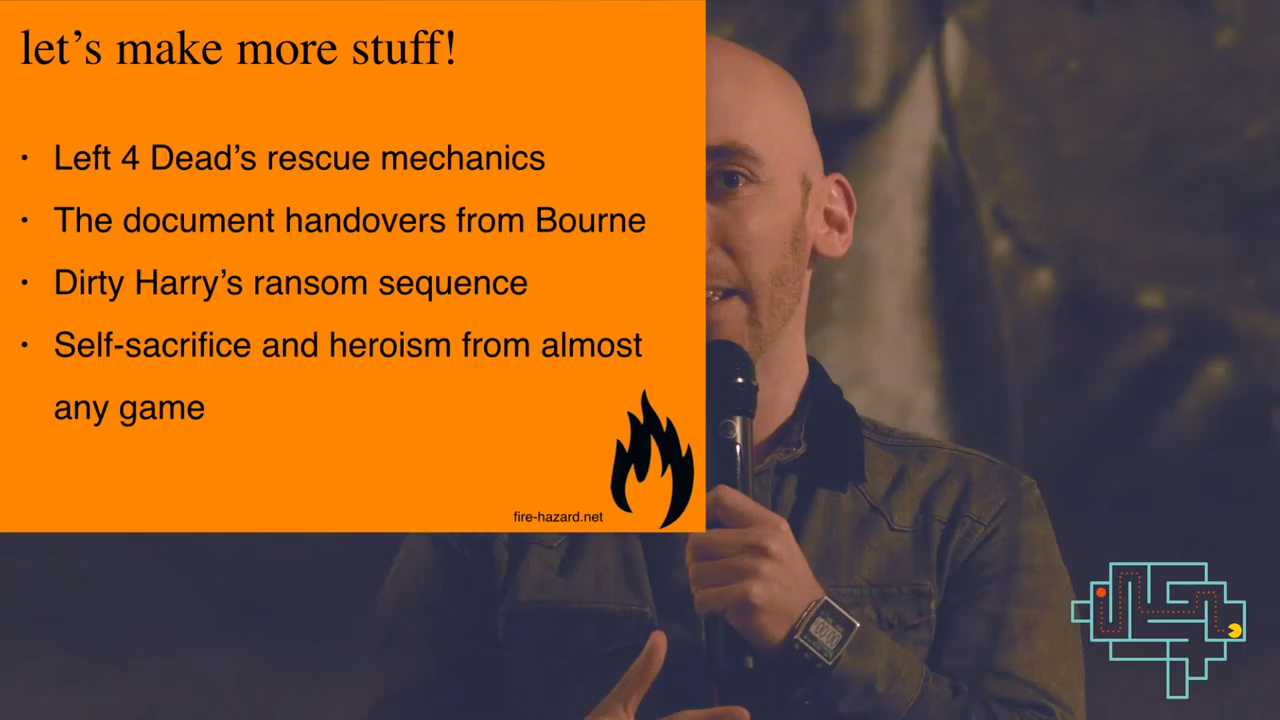 let’s make more stuff!
• Left 4 Dead’s rescue mechanics
• The document handovers from Bourne
• Dirty Harry’s ransom sequence
• Self-sacrifice and heroism from almost
any game
fire-hazard.net